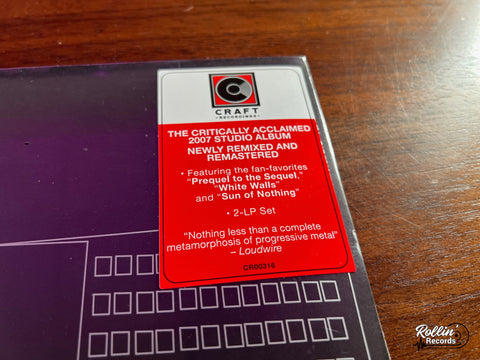 CRAFT
• RECORDINGS •
THE CRITICALLY ACCLAIMED
2007 STUDIO ALBUM
NEWLY REMIXED AND
REMASTERED
• Featuring the fan-favorites
“Prequel to the Sequel,”
“White Walls”
and “Sun of Nothing”
• 2-LP Set
“Nothing less than a complete
metamorphosis of progressive metal”
– Loudwire
CR00316
Rollin'
Records